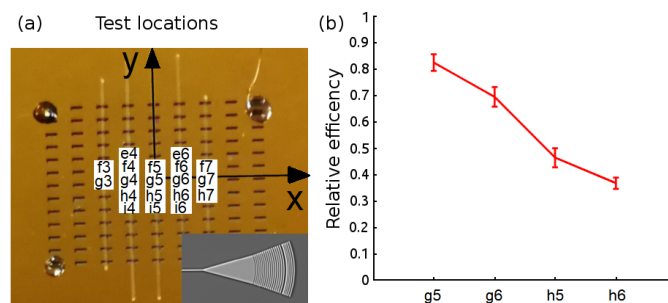 (a)
Test locations
y
x
e4
e6
f3
f4
f5
f6
f7
g3
g4
g5
g6
g7
h4
h5
h6
h7
i4
i5
i6
(b)
Relative efficency
1
0.9
0.8
0.7
0.6
0.5
0.4
0.3
0.2
0.1
0
g5
g6
h5
h6